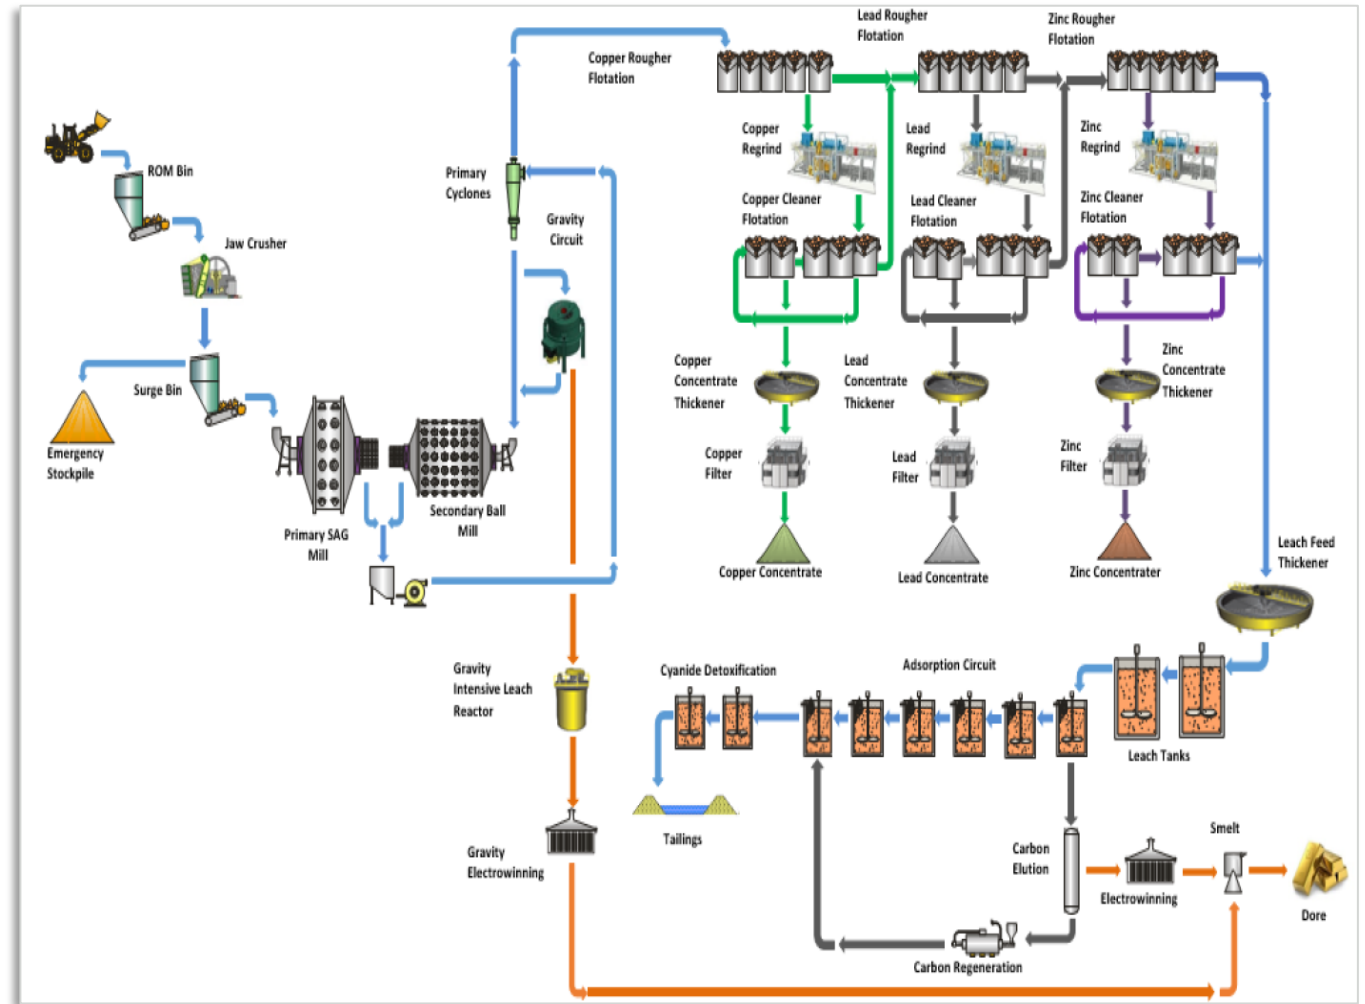 Lead Rougher
Flotation
Zinc Rougher
Flotation
Copper Rougher
Flotation
ROM Bin
Primary
Cyclones
Gravity
Circuit
Jaw Crusher
Surge Bin
Emergency
Stockpile
Primary SAG
Mill
Secondary Ball
Mill
Copper
Regrind
Lead
Regrind
Zinc
Regrind
Copper Cleaner
Flotation
Lead Cleaner
Flotation
Zinc Cleaner
Flotation
Copper
Concentrate
Thickener
Lead
Concentrate
Thickener
Zinc
Concentrate
Thickener
Copper
Filter
Lead
Filter
Zinc
Filter
Copper Concentrate
Lead Concentrate
Zinc Concentrater
Leach Feed
Thickener
Gravity
Intensive Leach
Reactor
Cyanide Detoxification
Adsorption Circuit
Leach Tanks
Tailings
Gravity
Electrowinning
Carbon
Elution
Electrowinning
Smelt
Dore
Carbon Regeneration